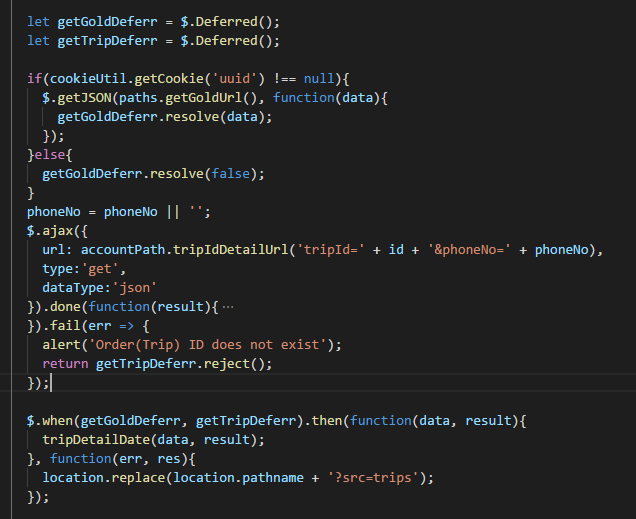 let getGoldDeferr = $.Deferred();
let getTripDeferr = $.Deferred();
if(cookieUtil.getCookie('uuid') !== null){
$.getJSON(paths.getGoldUrl(), function(data){
getGoldDeferr.resolve(data);
});
}else{
getGoldDeferr.resolve(false);
}
phoneNo = phoneNo || '';
$.ajax({
url: accountPath.tripIdDetailUrl('tripId=' + id + '&phoneNo=' + phoneNo),
type:'get',
dataType:'json'
}).done(function(result){…
}).fail(err => {
alert('Order(Trip) ID does not exist');
return getTripDeferr.reject();
});
$.when(getGoldDeferr, getTripDeferr).then(function(data, result){
tripDetailDate(data, result);
}, function(err, res){
location.replace(location.pathname + '?src=trips');
});